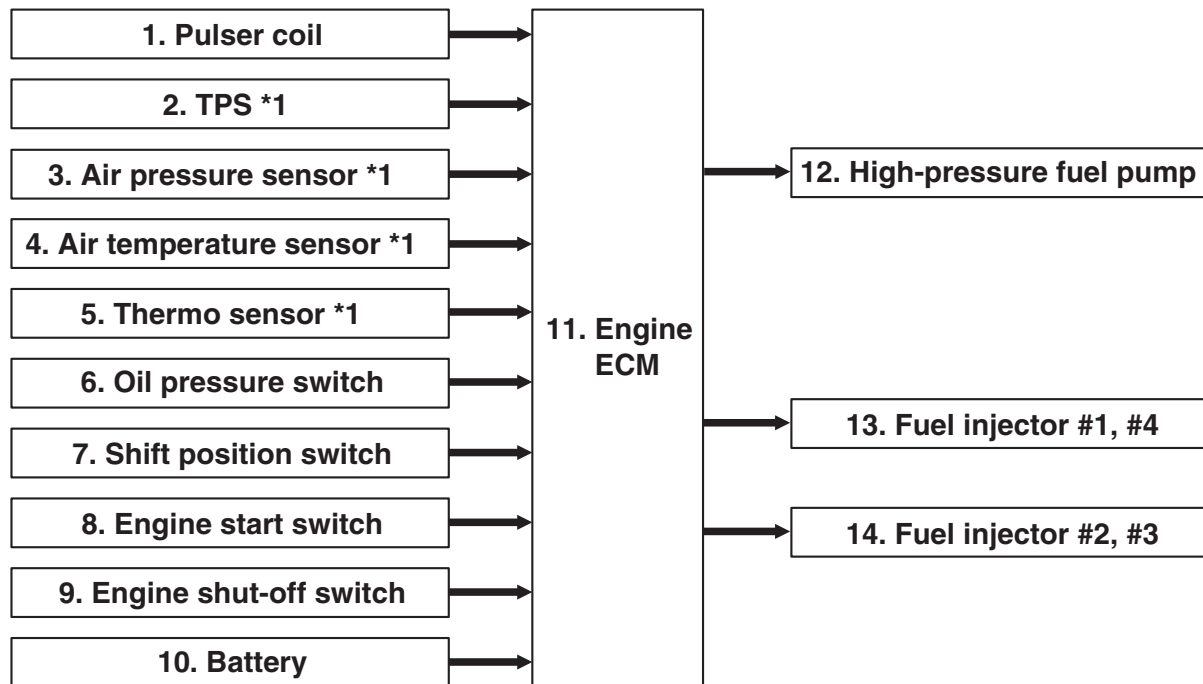 1. Pulser coil
2. TPS *1
3. Air pressure sensor *1
4. Air temperature sensor *1
5. Thermo sensor *1
6. Oil pressure switch
7. Shift position switch
8. Engine start switch
9. Engine shut-off switch
10. Battery
11. Engine
ECM
12. High-pressure fuel pump
13. Fuel injector #1, #4
14. Fuel injector #2, #3